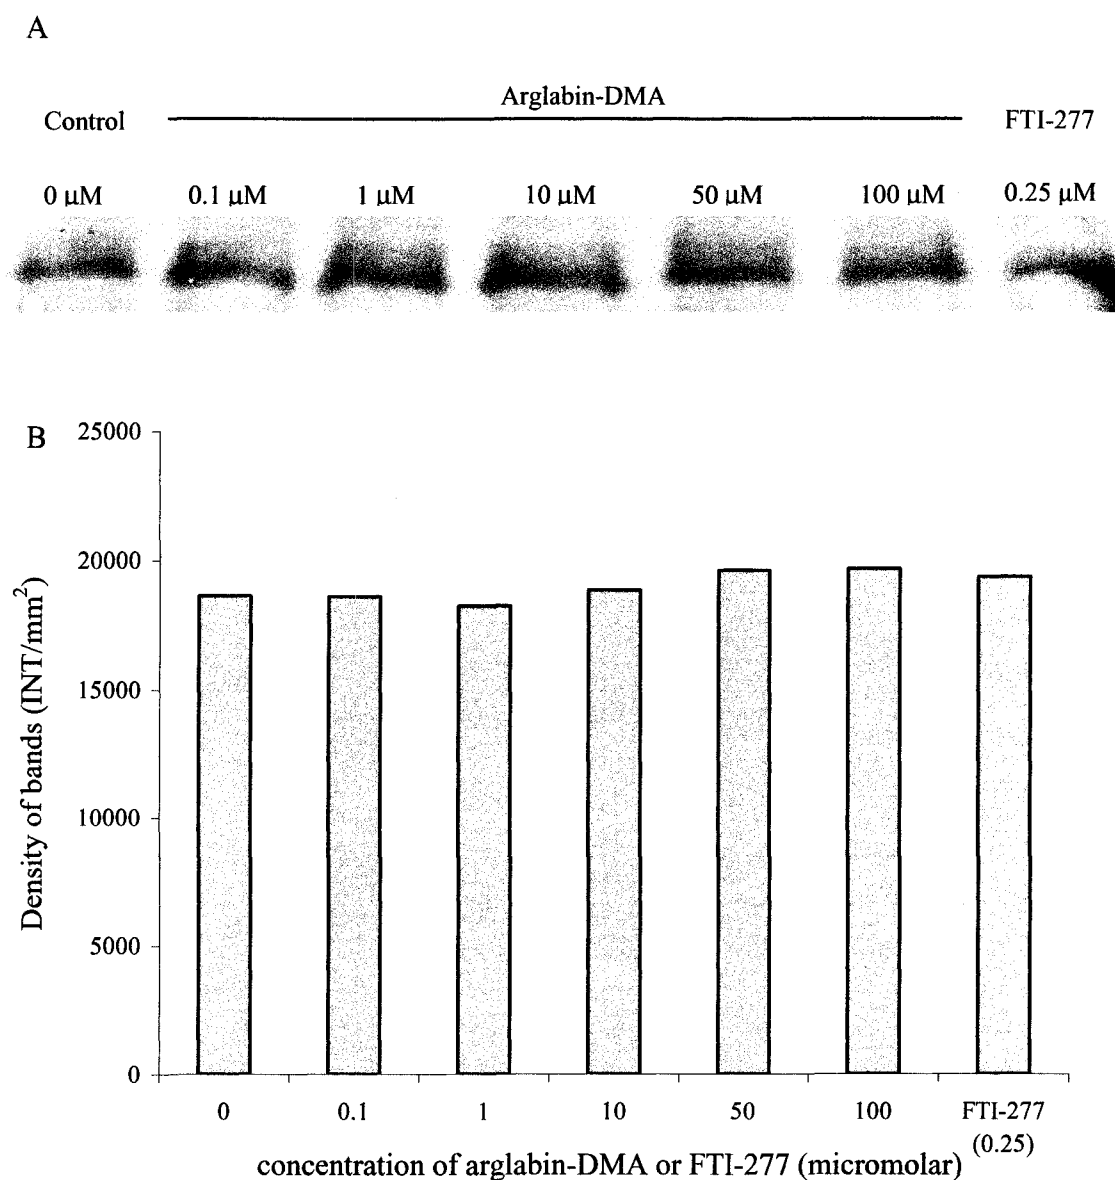 A
Arglabin-DMA
Control FTI-277
0 µM 0.1 µM 1 µM 10 µM 50 µM 100 µM 0.25 µM
B
Density of bands (INT/mm²)
25000
20000
15000
10000
5000
0
0 0.1 1 10 50 100 FTI-277
(0.25)
concentration of arglabin-DMA or FTI-277 (micromolar)